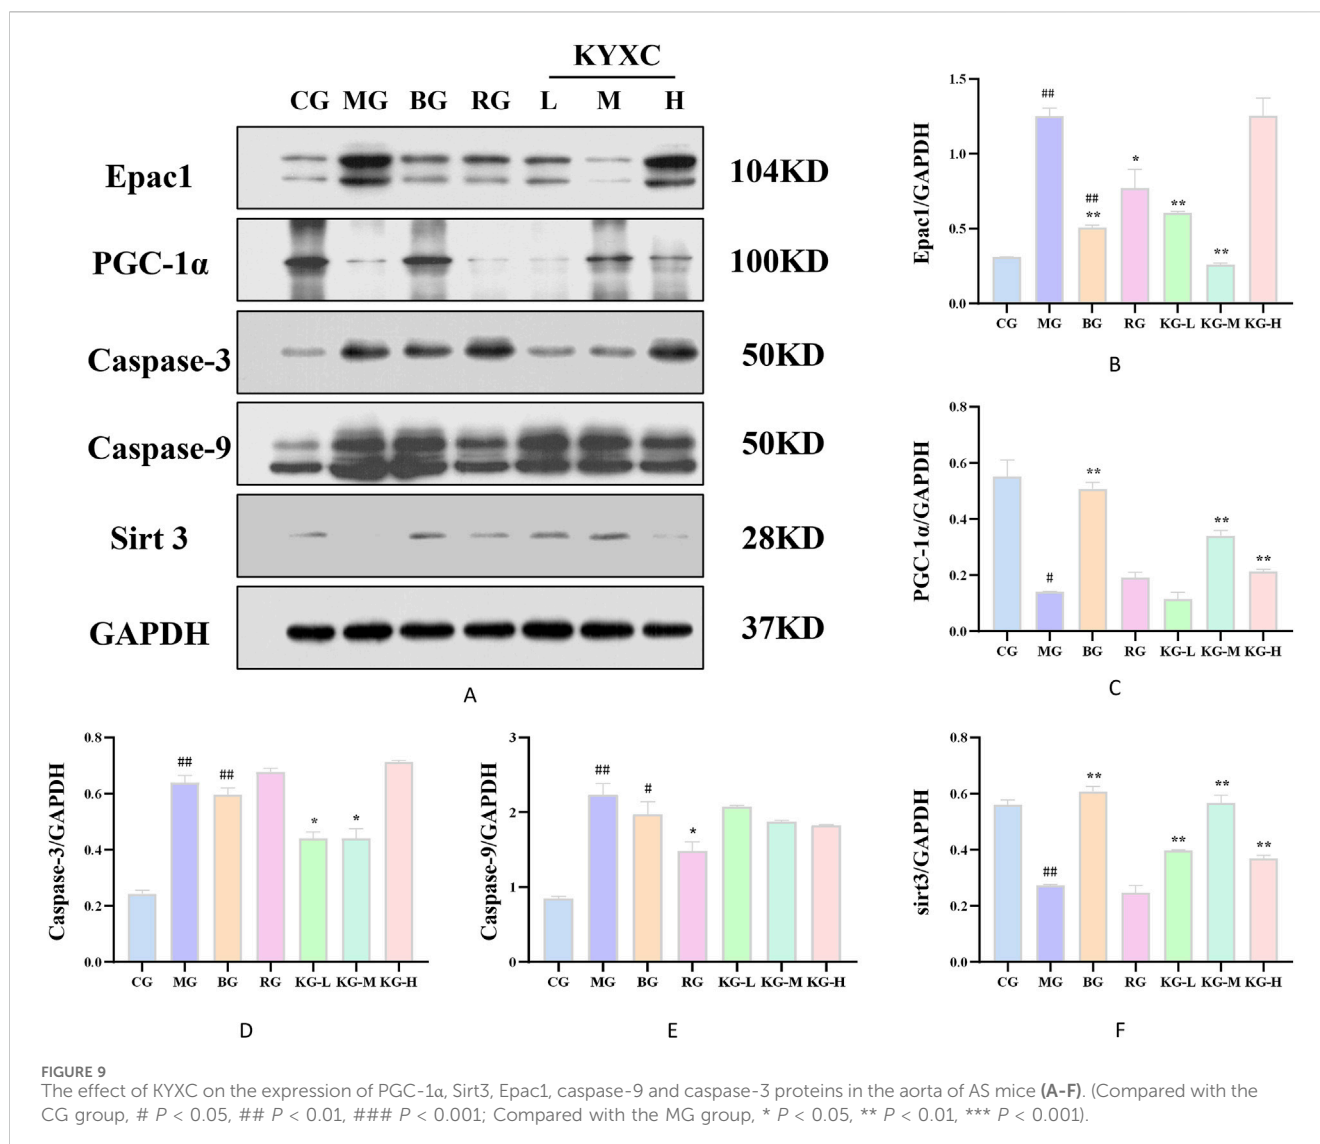 KYXC
CG MG BG RG L M H
Epac1 104KD
PGC-1α 100KD
Caspase-3 50KD
Caspase-9 50KD
Sirt 3 28KD
GAPDH 37KD
A
Epac1/GAPDH
1.5
1.0
0.5
0.0
##
##
**
*
**
**
CG MG BG RG KG-L KG-M KG-H
B
PGC-1α/GAPDH
0.8
0.6
0.4
0.2
0.0
#
**
**
**
CG MG BG RG KG-L KG-M KG-H
C
Caspase-3/GAPDH
0.8
0.6
0.4
0.2
0.0
##
##
*
*
CG MG BG RG KG-L KG-M KG-H
D
Caspase-9/GAPDH
3
2
1
0
##
#
*
CG MG BG RG KG-L KG-M KG-H
E
sirt3/GAPDH
0.8
0.6
0.4
0.2
0.0
##
**
**
**
**
CG MG BG RG KG-L KG-M KG-H
F
FIGURE 9
The effect of KYXC on the expression of PGC-1α, Sirt3, Epac1, caspase-9 and caspase-3 proteins in the aorta of AS mice (A-F). (Compared with the
CG group, # P < 0.05, ## P < 0.01, ### P < 0.001; Compared with the MG group, * P < 0.05, ** P < 0.01, *** P < 0.001).